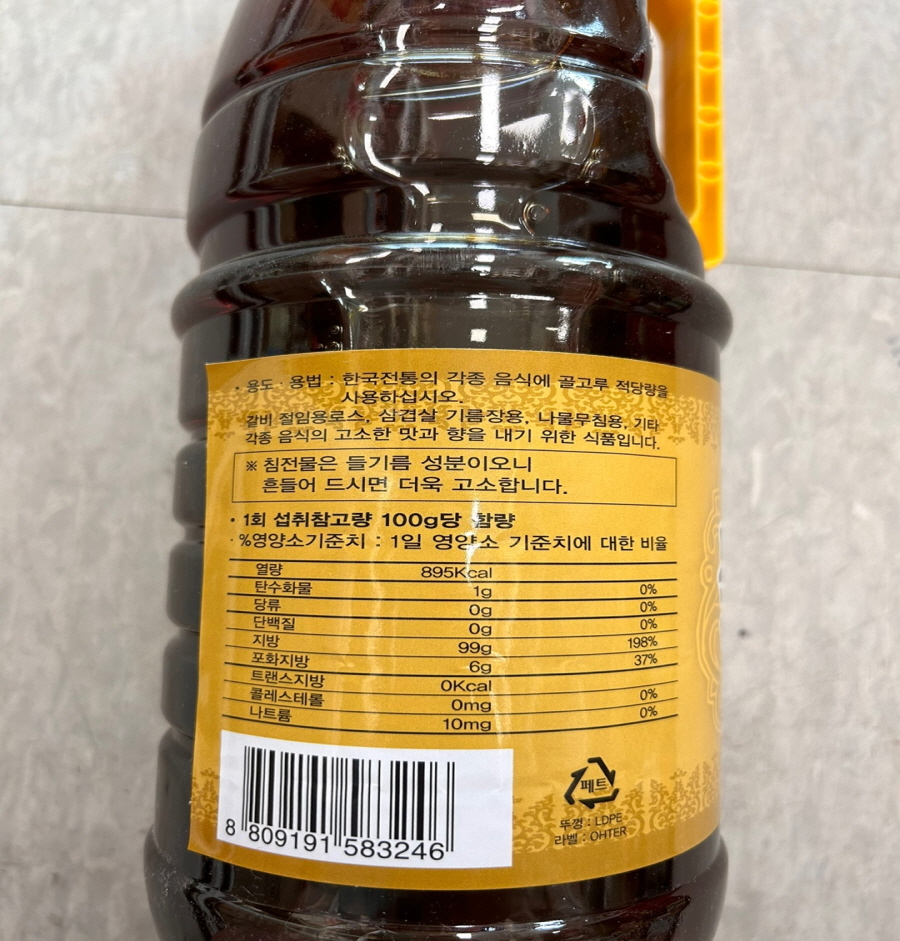 • 용도 · 용법 : 한국전통의 각종 음식에 골고루 적당량을
사용하십시오.
갈비 절임용로스, 삼겹살 기름장용, 나물무침용, 기타
각종 음식의 고소한 맛과 향을 내기 위한 식품입니다.
※ 침전물은 들기름 성분이오니
흔들어 드시면 더욱 고소합니다.
• 1회 섭취참고량 100g당 함량
· %영양소기준치 : 1일 영양소 기준치에 대한 비율
열량 895Kcal
탄수화물 1g 0%
당류 0g 0%
단백질 0g 0%
지방 99g 198%
포화지방 6g 37%
트랜스지방 0Kcal
콜레스테롤 0mg 0%
나트륨 10mg 0%
8 809191 583246
페트
뚜껑 : LDPE
라벨 : OHTER